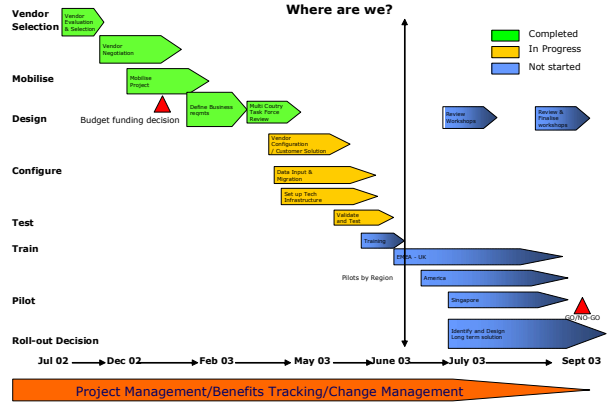 Where are we?
Vendor
Selection
Vendor
Evaluation
& Selection
Completed
In Progress
Not started
Vendor
Negotiation
Mobilise
Mobilise
Project
Budget funding decision
Design
Define Business
reqmts
Multi Coutry
Task Force
Review
Review
Workshops
Review &
Finalise
workshops
Vendor
Configuration
/ Customer Solution
Configure
Data Input &
Migration
Set up Tech
Infrastructure
Test
Validate
and Test
Train
Training
EMEA - UK
Pilots by Region
America
Pilot
Singapore
GO/NO-GO
Roll-out Decision
Identify and Design
Long term solution
Jul 02 Dec 02 Feb 03 May 03 June 03 July 03 Sept 03
Project Management/Benefits Tracking/Change Management